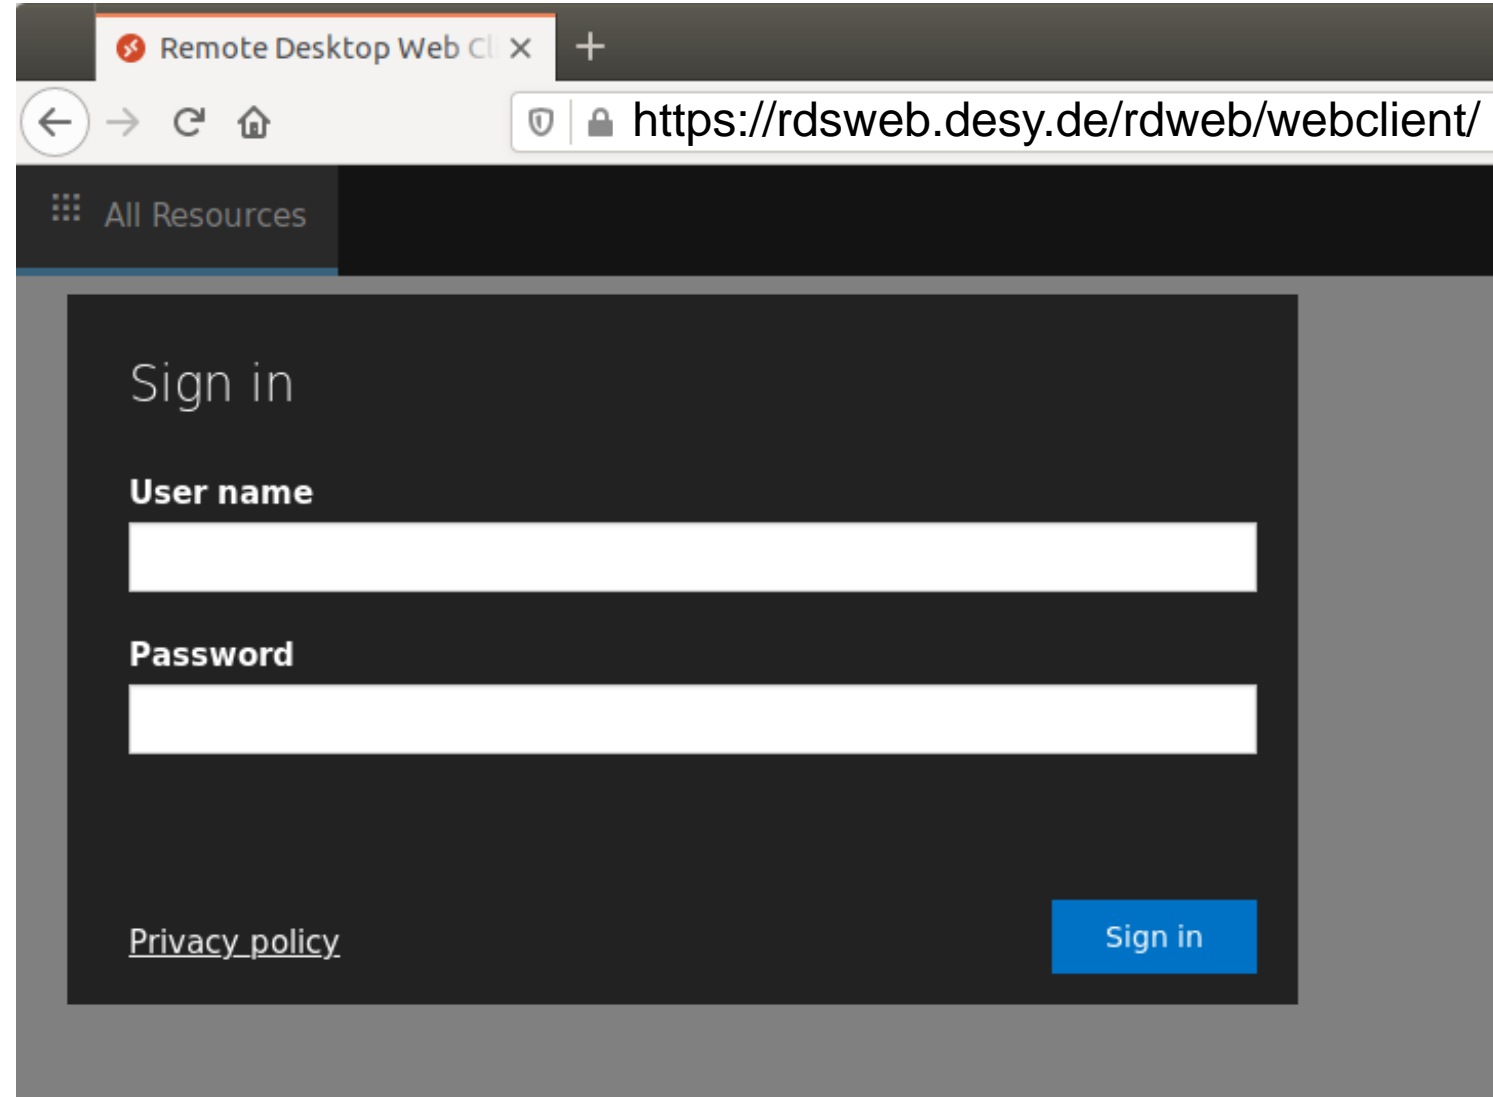 Remote Desktop Web Cli
https://rdsweb.desy.de/rdweb/webclient/
All Resources
Sign in
User name
Password
Privacy policy
Sign in